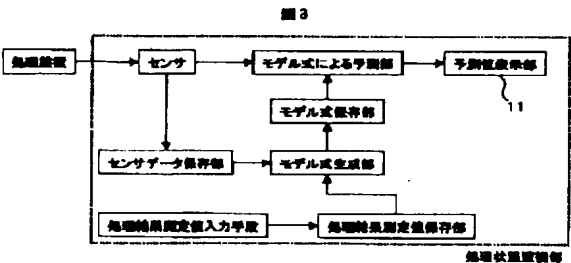 図3
処理装置
センサ
モデル式による予測部
予測値表示部
11
モデル式保存部
センサデータ保存部
モデル式生成部
処理結果測定値入力手段
処理結果測定値保存部
処理状態監視部